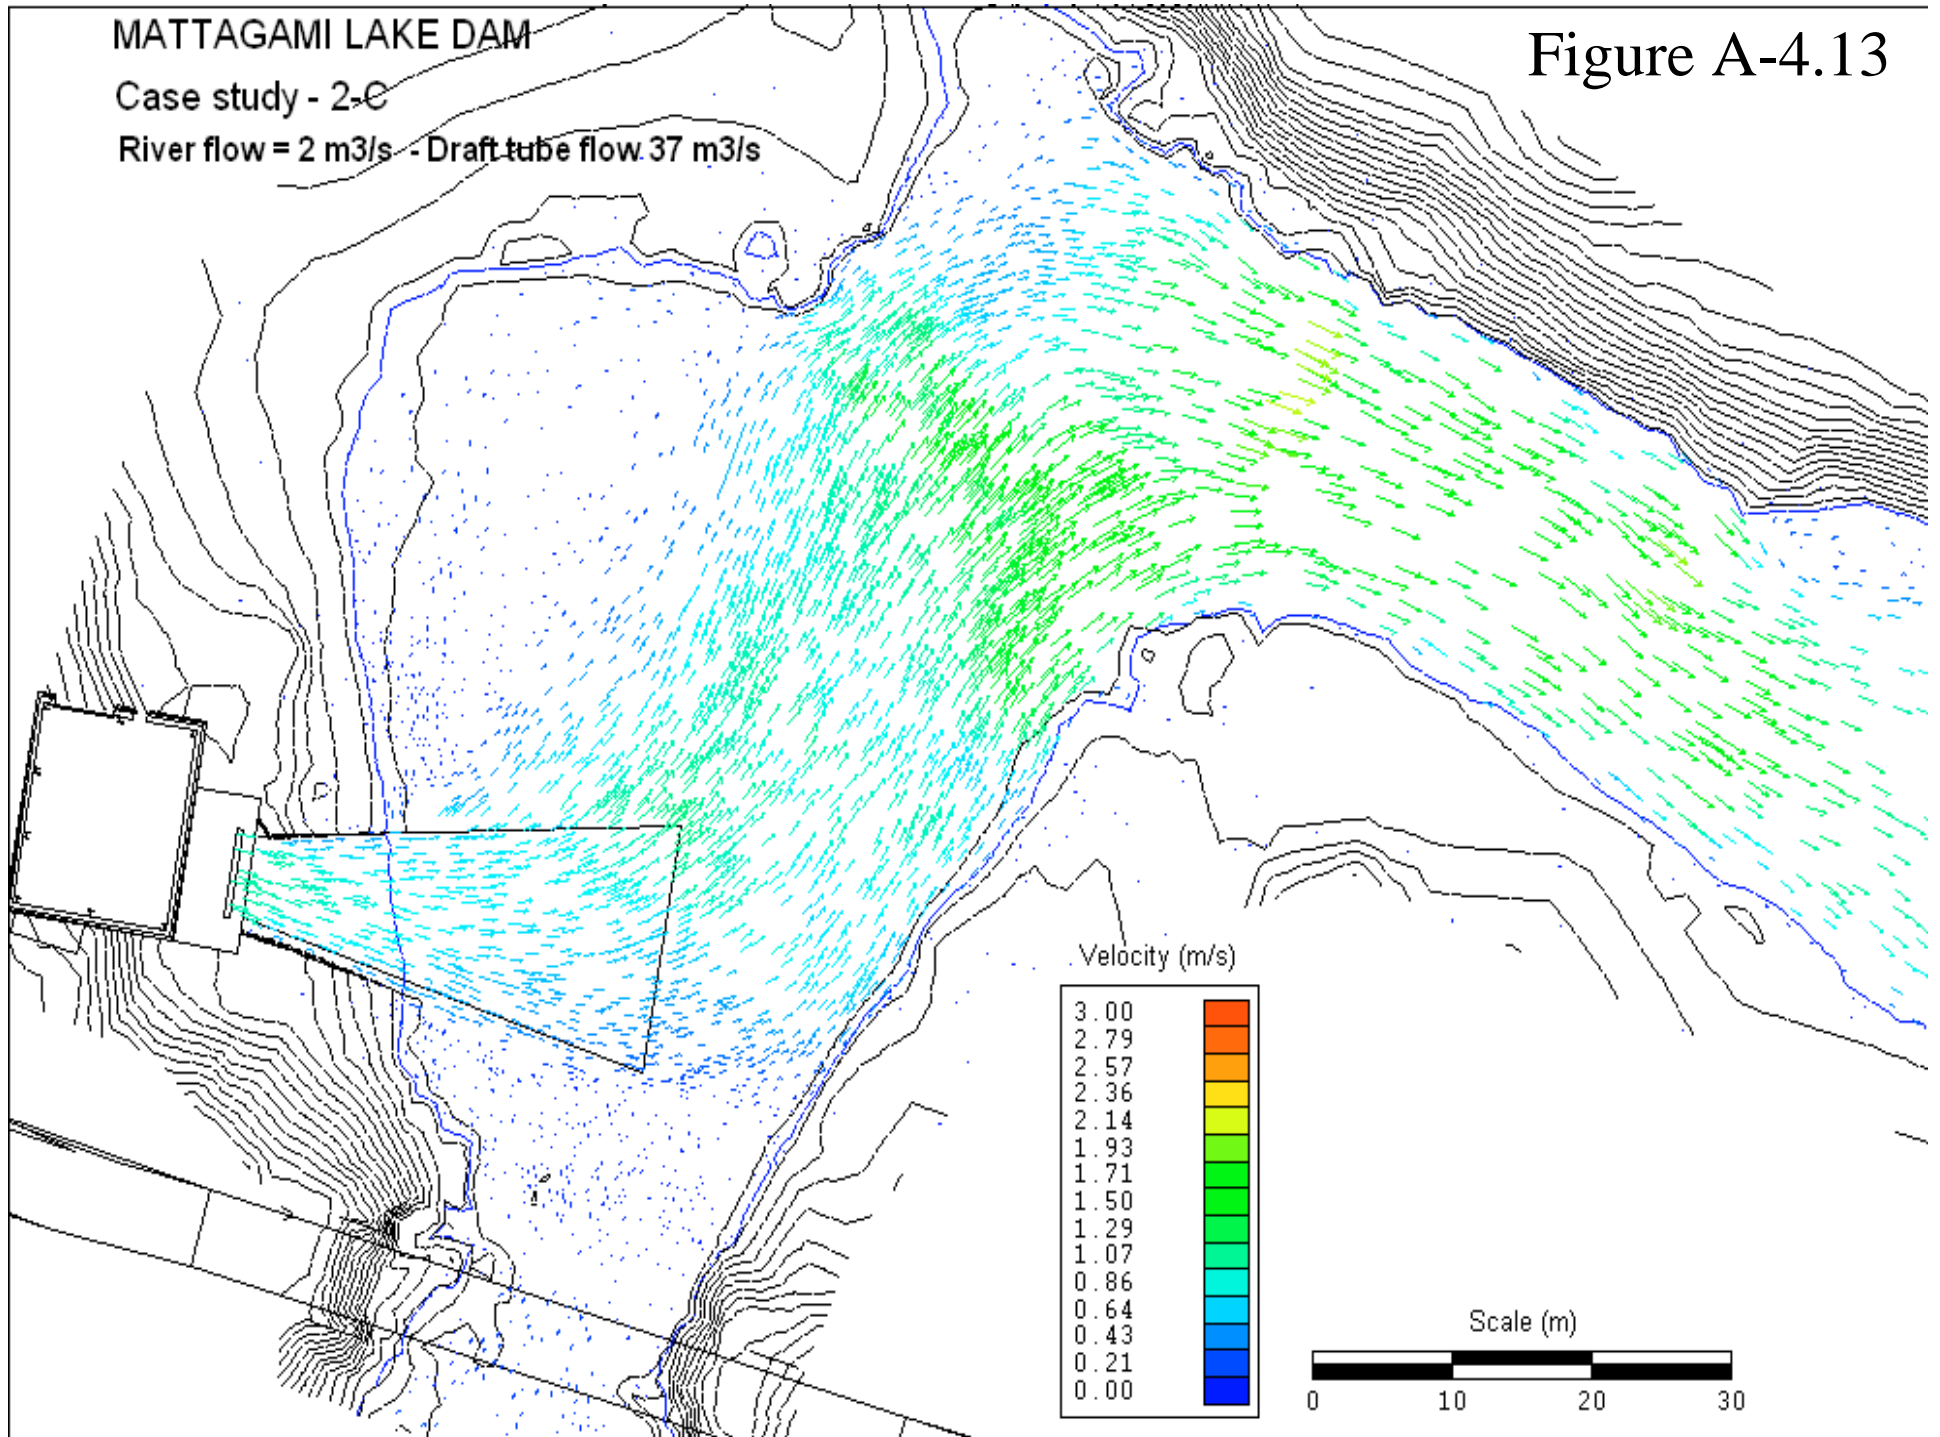 MATTAGAMI LAKE DAM
Figure A-4.13
Case study - 2-C
River flow = 2 m3/s - Draft tube flow 37 m3/s
Velocity (m/s)
3.00
2.79
2.57
2.36
2.14
1.93
1.71
1.50
1.29
1.07
0.86
0.64
0.43
0.21
0.00
Scale (m)
0 10 20 30